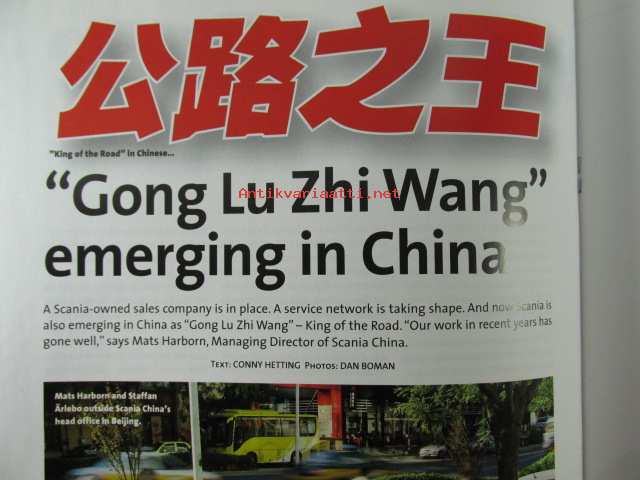 公路之王
"King of the Road" in Chinese...
"Gong Lu Zhi Wang"
Antikvariaatti.net
emerging in China
A Scania-owned sales company is in place. A service network is taking shape. And now Scania is
also emerging in China as "Gong Lu Zhi Wang" – King of the Road. "Our work in recent years has
gone well," says Mats Harborn, Managing Director of Scania China.
TEXT: CONNY HETTING PHOTOS: DAN BOMAN
Mats Harborn and Staffan
Ärlebo outside Scania China's
head office in Beijing.